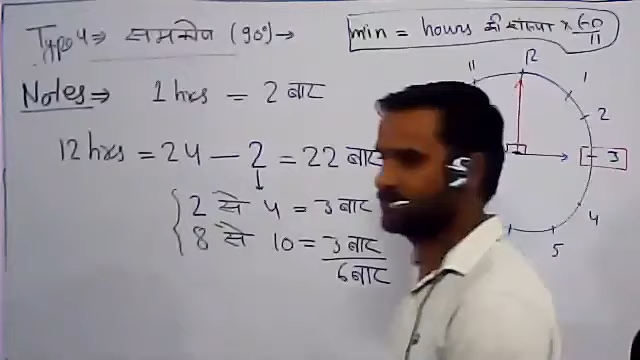 Type 4 ⇒ समकोण (90°) →
min = hours की संख्या × 60/11
Notes ⇒ 1 hrs = 2 बार
12 hrs = 24 – 2 = 22 बार
↓
2 से 4 = 3 बार
8 से 10 = 3 बार
6 बार
11
12
1
2
3
4
5